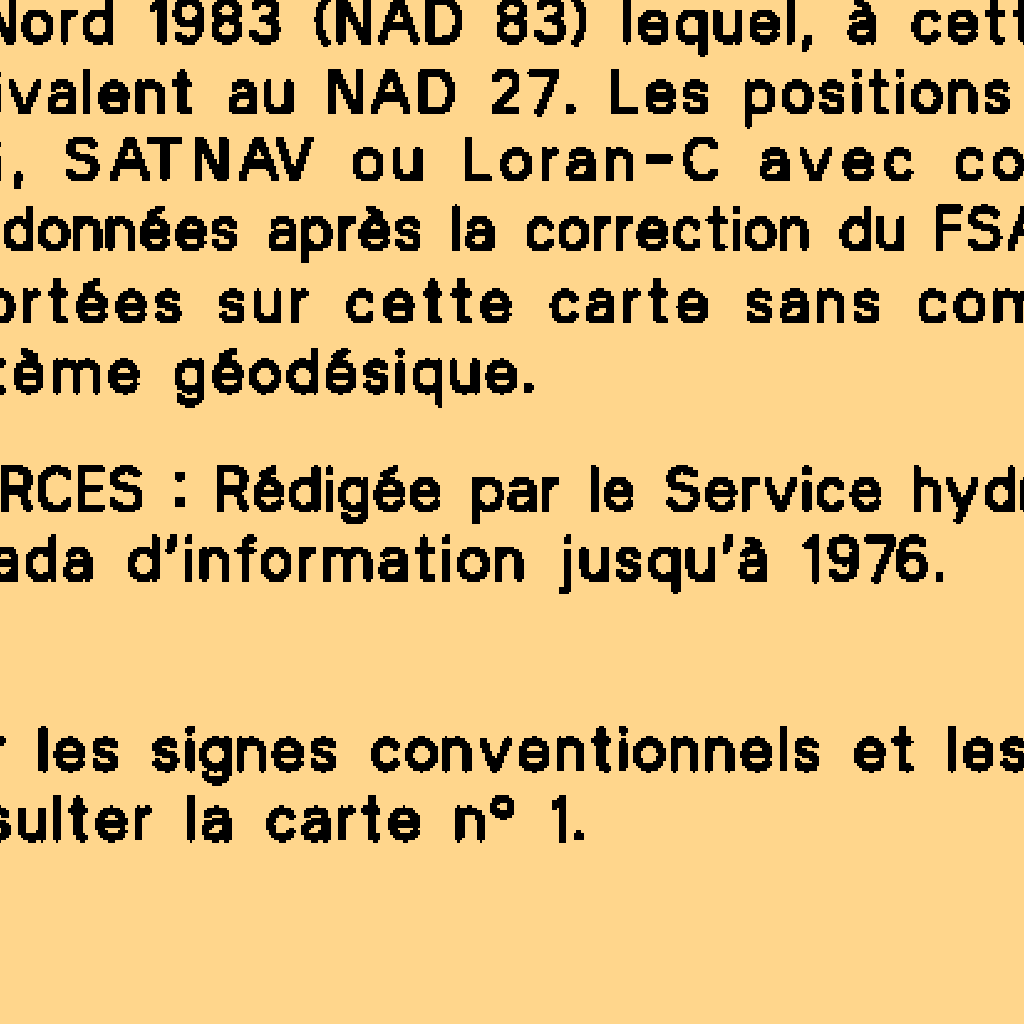 Nord 1983 (NAD 83) lequel, à cett
ivalent au NAD 27. Les positions
i, SATNAV ou Loran-C avec co
données après la correction du FSA
ortées sur cette carte sans com
tème géodésique.
RCES : Rédigée par le Service hydr
ada d'information jusqu'à 1976.
r les signes conventionnels et les
sulter la carte nº 1.